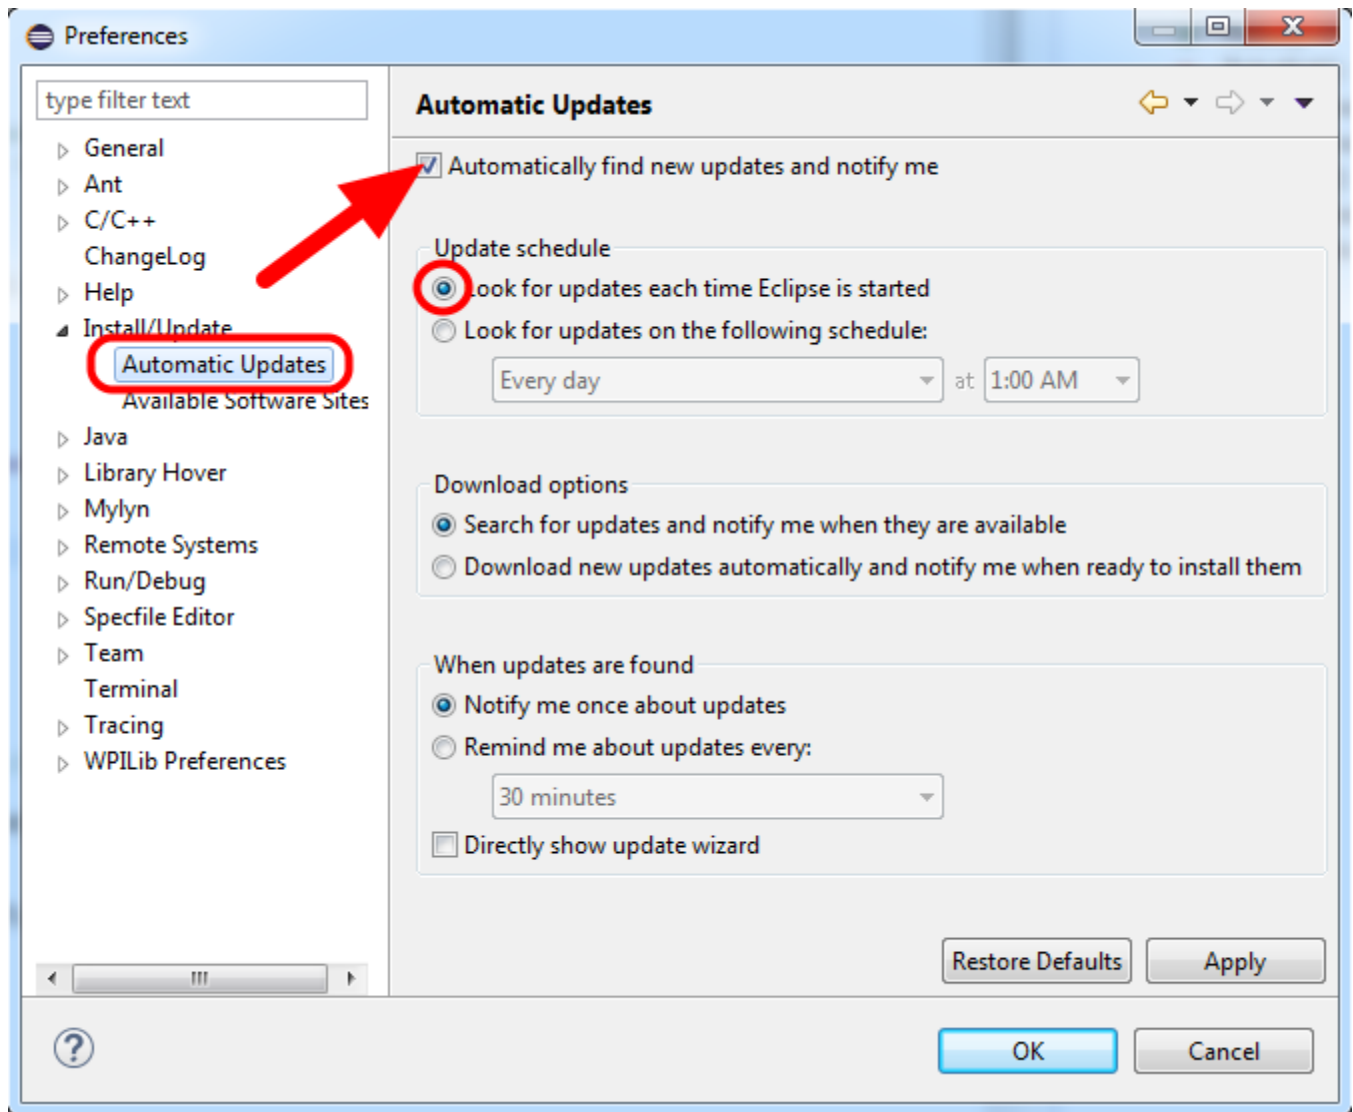 Preferences
type filter text
General
Ant
C/C++
ChangeLog
Help
Install/Update
Automatic Updates
Available Software Sites
Java
Library Hover
Mylyn
Remote Systems
Run/Debug
Specfile Editor
Team
Terminal
Tracing
WPILib Preferences
Automatic Updates
Automatically find new updates and notify me
Update schedule
Look for updates each time Eclipse is started
Look for updates on the following schedule:
Every day at 1:00 AM
Download options
Search for updates and notify me when they are available
Download new updates automatically and notify me when ready to install them
When updates are found
Notify me once about updates
Remind me about updates every:
30 minutes
Directly show update wizard
Restore Defaults Apply
OK Cancel